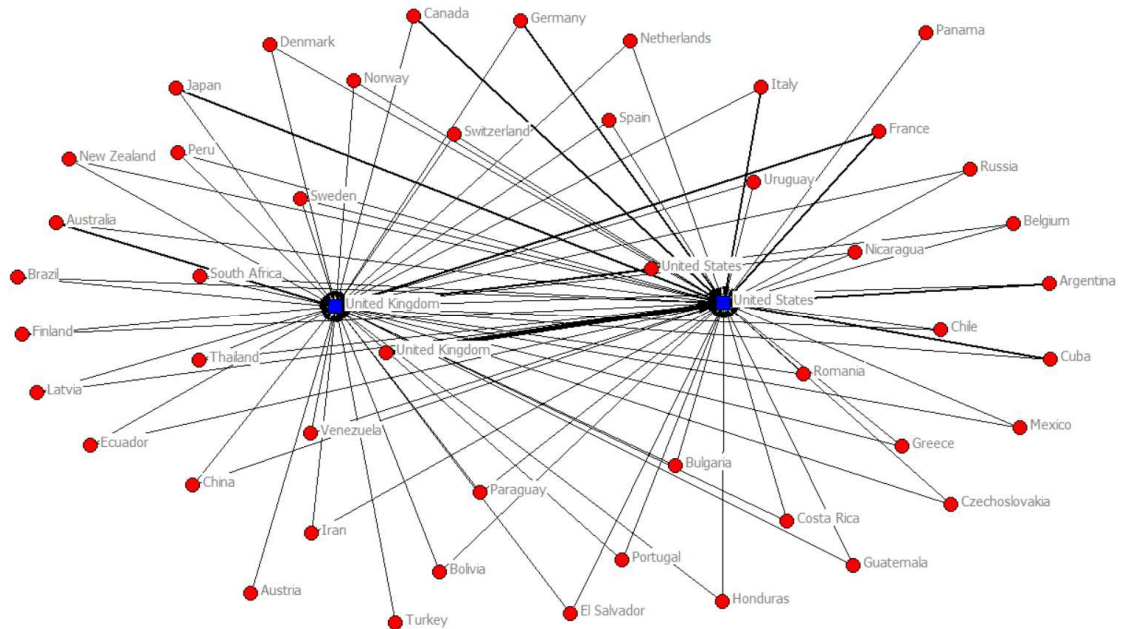 Canada
Germany
Denmark
Netherlands
Panama
Japan
Norway
Italy
Switzerland
Spain
France
New Zealand
Peru
Russia
Uruguay
Sweden
Australia
Belgium
Nicaragua
United States
Brazil
South Africa
Argentina
United Kingdom
United States
Finland
Chile
United Kingdom
Thailand
Cuba
Romania
Latvia
Ecuador
Venezuela
Mexico
Greece
Bulgaria
China
Paraguay
Czechoslovakia
Costa Rica
Iran
Portugal
Guatemala
Bolivia
Austria
Honduras
El Salvador
Turkey